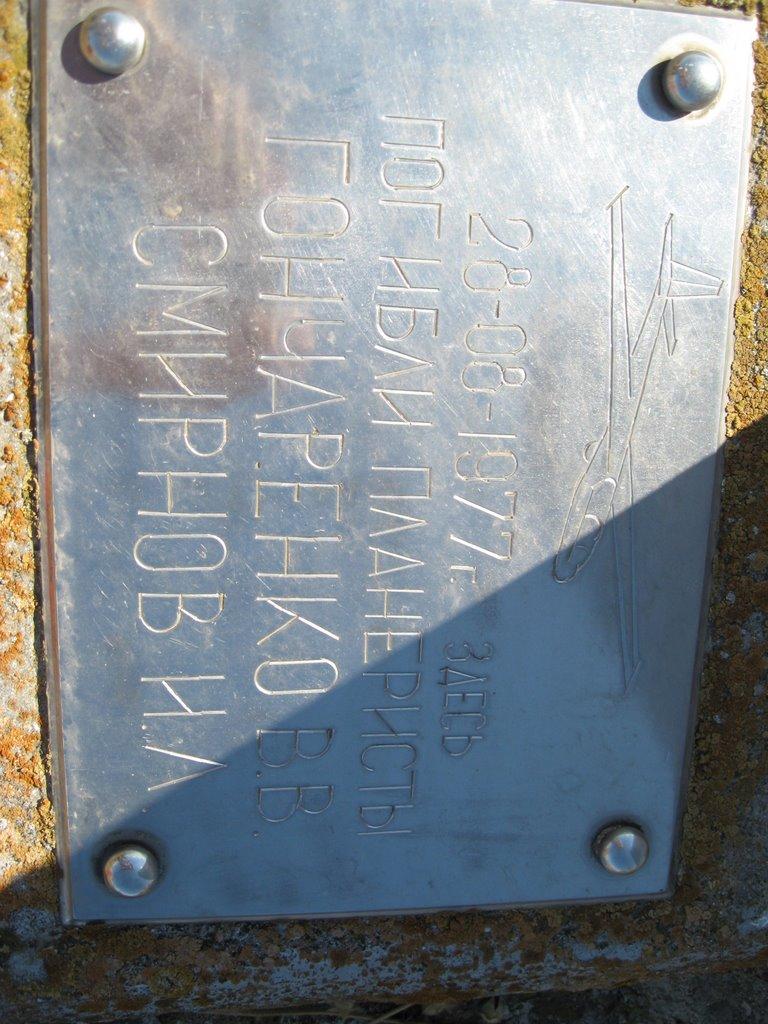 28-08-1977г. ЗДЕСЬ
ПОГИБЛИ ПЛАНЕРИСТЫ
ГОНЧАРЕНКО В.В.
СМИРНОВ И.Л